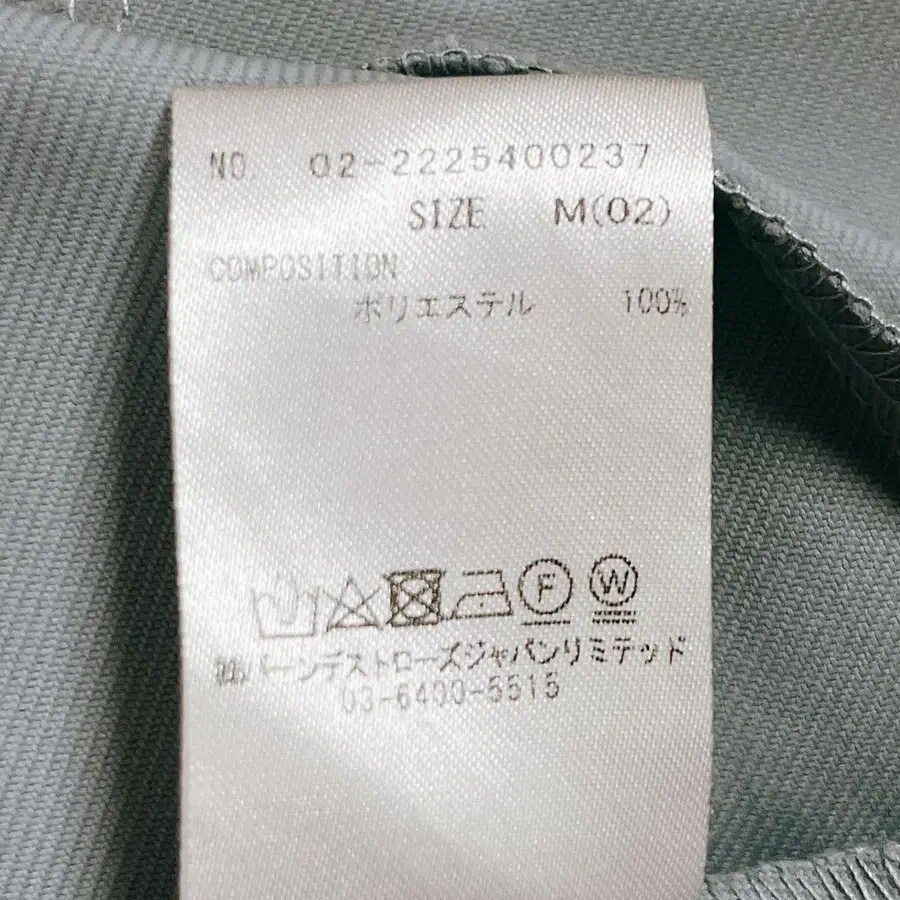 NO. 02-2225400237
SIZE M(02)
COMPOSITION
ポリエステル 100%
F W
㈱バーンデストローズジャパンリミテッド
03-6400-5515